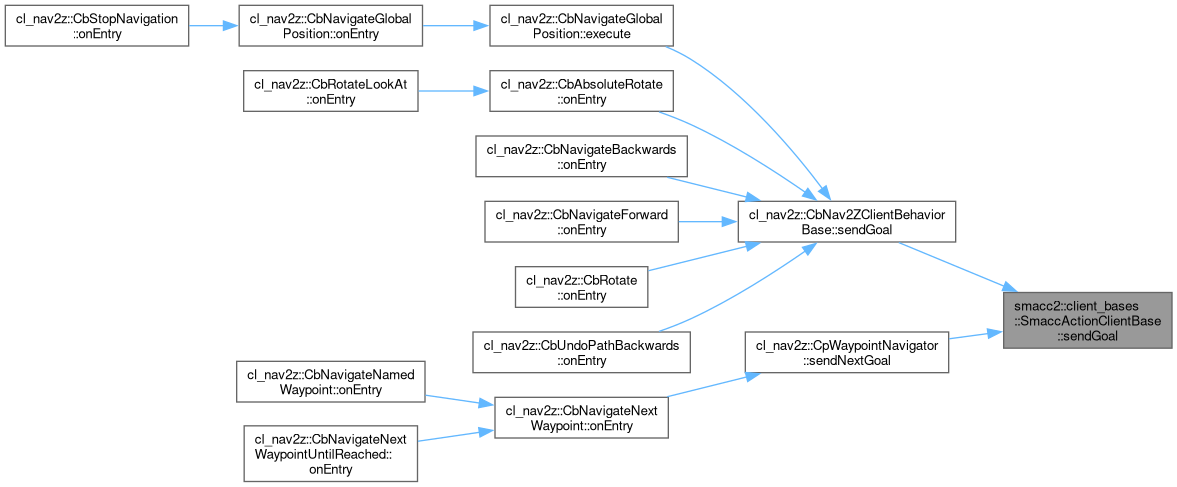 cl_nav2z::CbStopNavigation
::onEntry
cl_nav2z::CbNavigateGlobal
Position::onEntry
cl_nav2z::CbNavigateGlobal
Position::execute
cl_nav2z::CbRotateLookAt
::onEntry
cl_nav2z::CbAbsoluteRotate
::onEntry
cl_nav2z::CbNavigateBackwards
::onEntry
cl_nav2z::CbNavigateForward
::onEntry
cl_nav2z::CbNav2ZClientBehavior
Base::sendGoal
cl_nav2z::CbRotate
::onEntry
smacc2::client_bases
::SmaccActionClientBase
::sendGoal
cl_nav2z::CbUndoPathBackwards
::onEntry
cl_nav2z::CpWaypointNavigator
::sendNextGoal
cl_nav2z::CbNavigateNamed
Waypoint::onEntry
cl_nav2z::CbNavigateNext
Waypoint::onEntry
cl_nav2z::CbNavigateNext
WaypointUntilReached::
onEntry